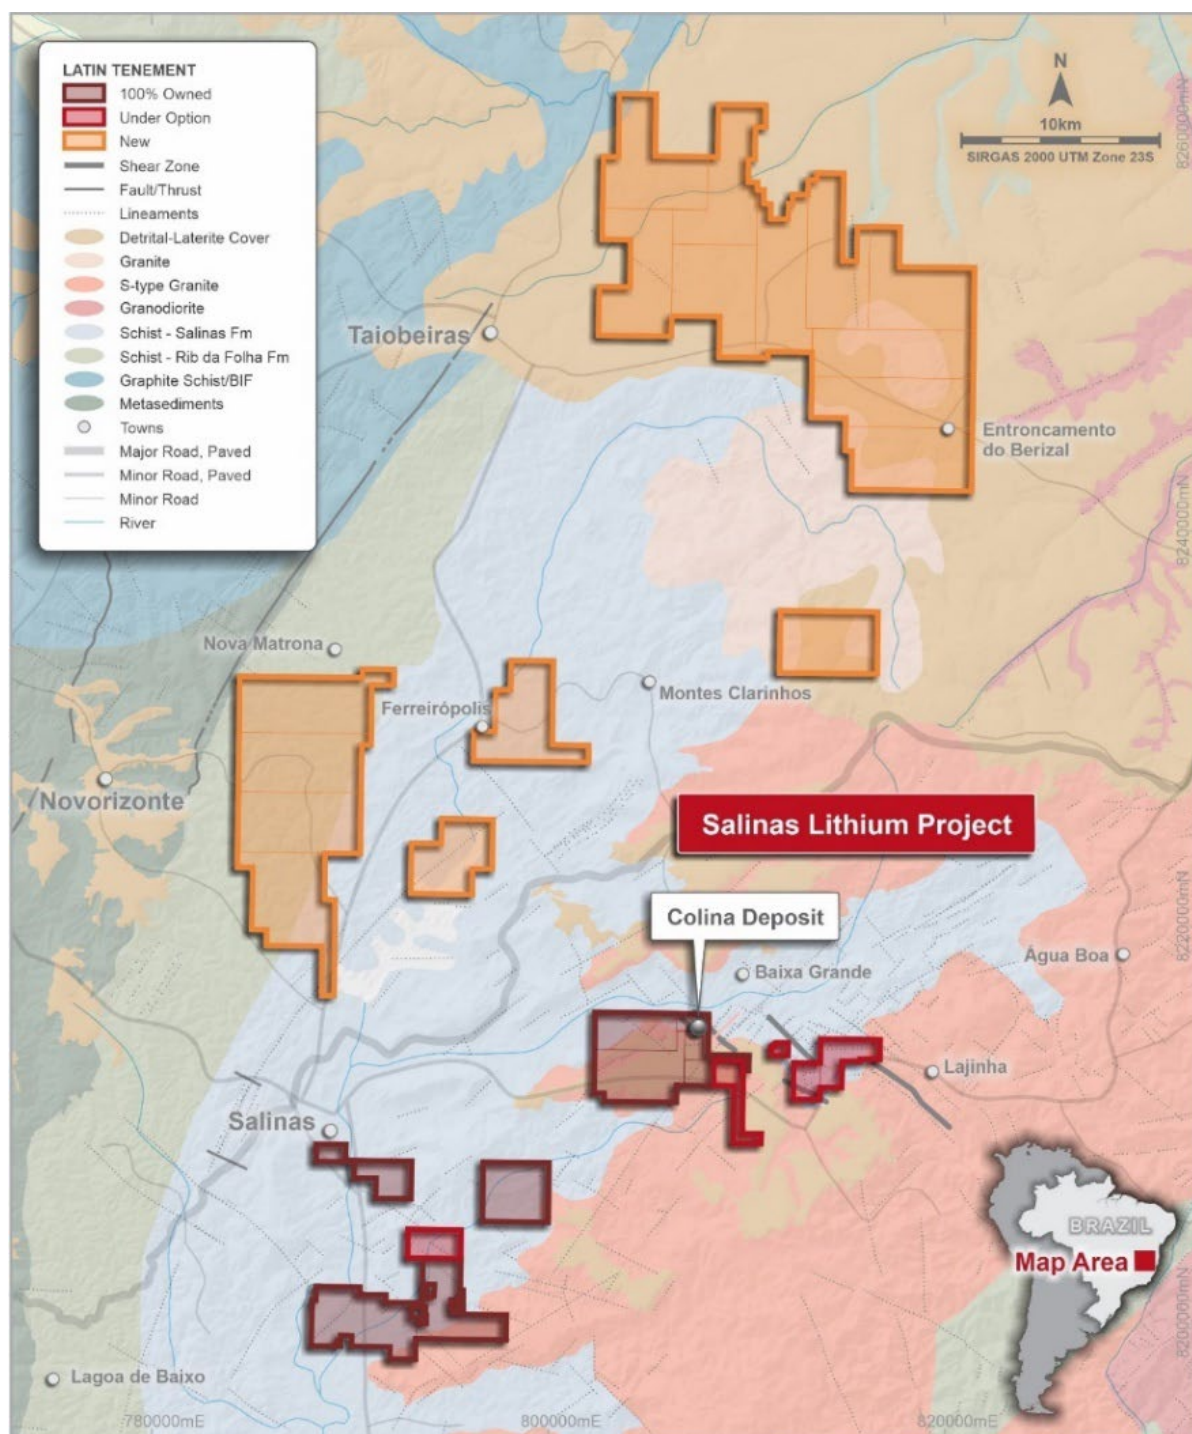 LATIN TENEMENT
100% Owned
Under Option
New
Shear Zone
Fault/Thrust
Lineaments
Detrital-Laterite Cover
Granite
S-type Granite
Granodiorite
Schist - Salinas Fm
Schist - Rib da Folha Fm
Graphite Schist/BIF
Metasediments
Towns
Major Road, Paved
Minor Road, Paved
Minor Road
River
N
10km
SIRGAS 2000 UTM Zone 23S
8260000mN
Taiobeiras
Entroncamento
do Berizal
8240000mN
Nova Matrona
Ferreirópolis
Montes Clarinhos
Novorizonte
Salinas Lithium Project
Colina Deposit
8220000mN
Baixa Grande
Água Boa
Lajinha
Salinas
BRAZIL
Map Area
8200000mN
Lagoa de Baixo
780000mE
800000mE
820000mE